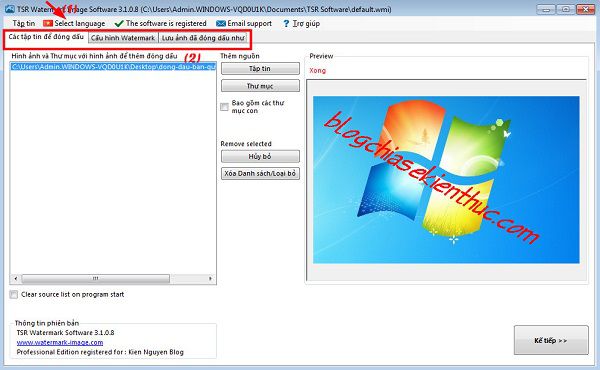 TSR Watermark Image Software 3.1.0.8 (C:\Users\Admin.WINDOWS-VQD0U1K\Documents\TSR Software\default.wmi)
Tập tin Select language The software is registered Email support Trợ giúp
(1)
Các tập tin để đóng dấu Cấu hình Watermark Lưu ảnh đã đóng dấu như
(2)
Hình ảnh và Thư mục với hình ảnh để thêm đóng dấu
C:\Users\Admin.WINDOWS-VQD0U1K\Desktop\dong-dau-ban-qu
Thêm nguồn
Tập tin
Thư mục
Bao gồm các thư
mục con
Remove selected
Hủy bỏ
Xóa Danh sách/Loại bỏ
Preview
Xong
blogchiasekienthuc.com
Clear source list on program start
Thông tin phiên bản
TSR Watermark Software 3.1.0.8
www.watermark-image.com
Professional Edition registered for : Kien Nguyen Blog
Kế tiếp >>